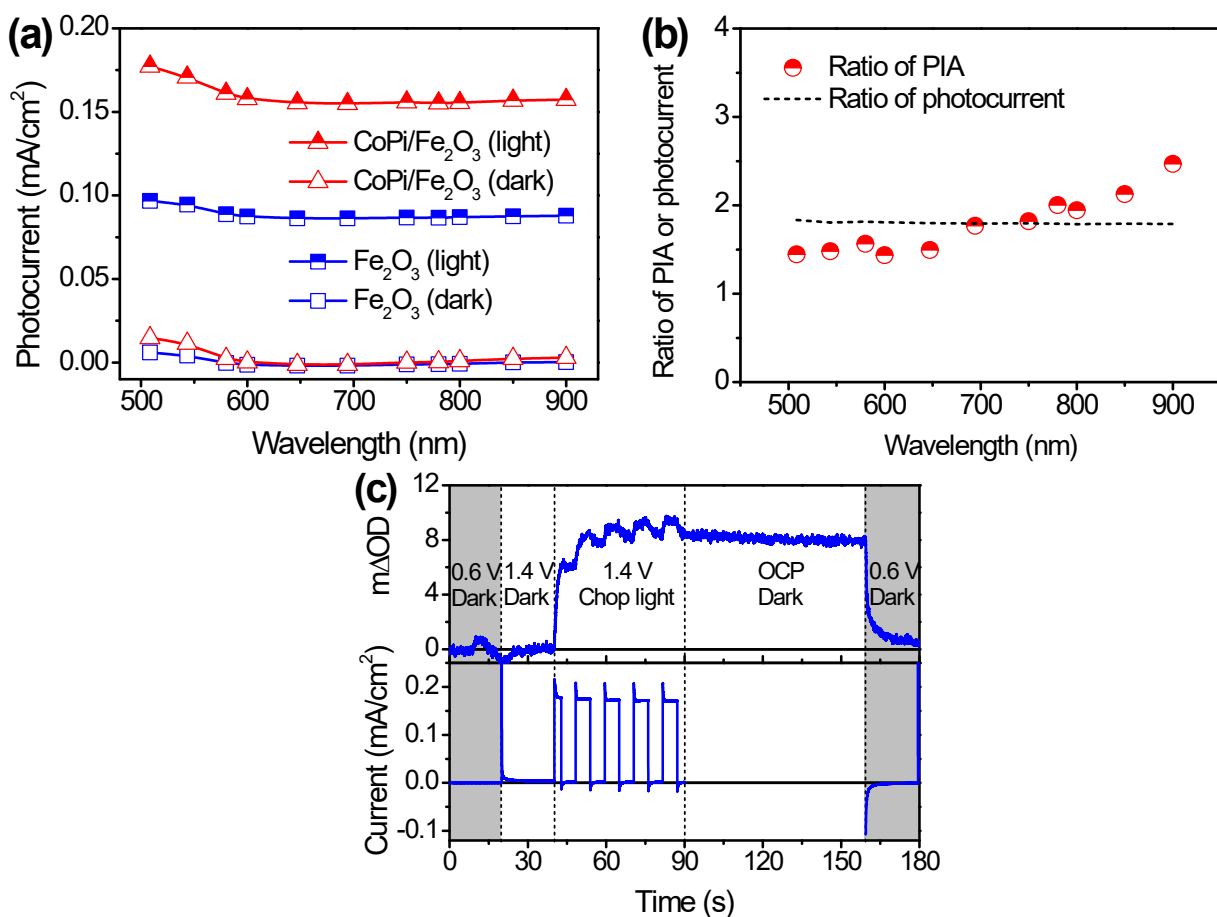 (a)
Photocurrent (mA/cm²)
0.20
0.15
0.10
0.05
0.00
CoPi/Fe₂O₃ (light)
CoPi/Fe₂O₃ (dark)
Fe₂O₃ (light)
Fe₂O₃ (dark)
500 600 700 800 900
Wavelength (nm)
(b)
Ratio of PIA or photocurrent
4
3
2
1
0
Ratio of PIA
Ratio of photocurrent
500 600 700 800 900
Wavelength (nm)
(c)
mΔOD
12
8
4
0
0.6 V
Dark
1.4 V
Dark
1.4 V
Chop light
OCP
Dark
0.6 V
Dark
Current (mA/cm²)
0.2
0.1
0.0
-0.1
0 30 60 90 120 150 180
Time (s)